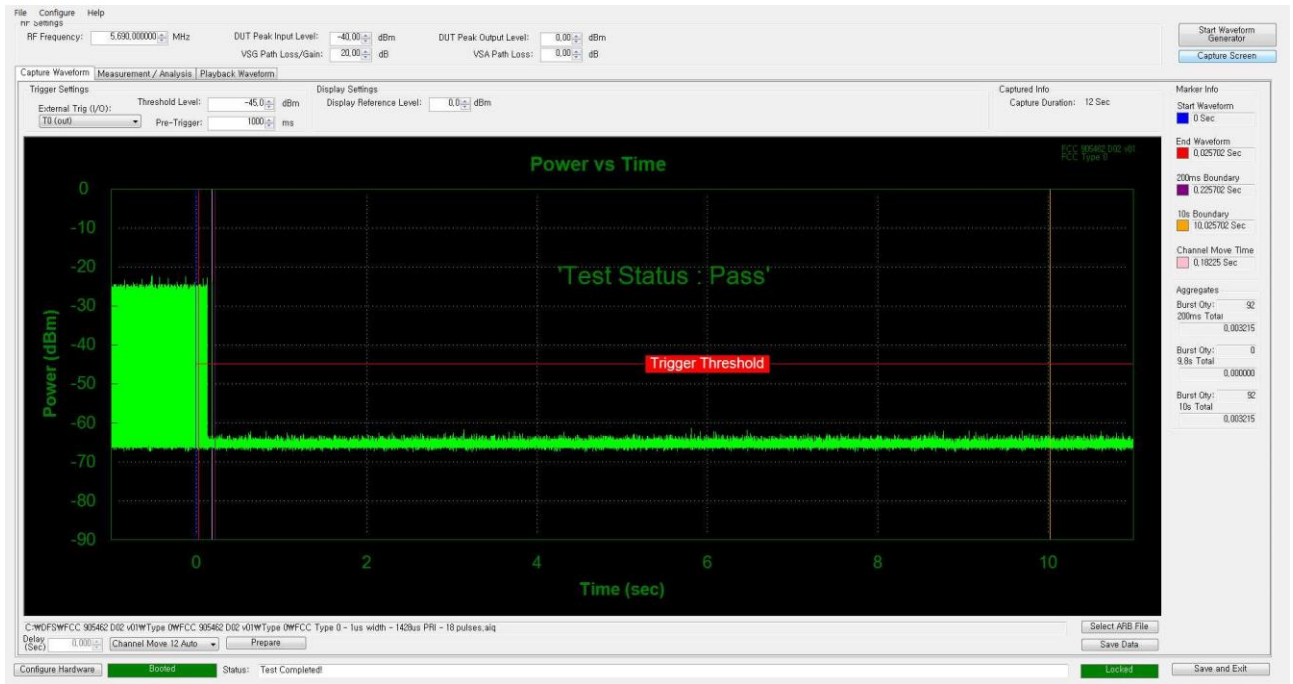 File Configure Help
RF Settings
RF Frequency: 5,690,000000 MHz DUT Peak Input Level: -40,00 dBm DUT Peak Output Level: 0,00 dBm
VSG Path Loss/Gain: 20,00 dB VSA Path Loss: 0,00 dB
Start Waveform Generator
Capture Screen
Capture Waveform Measurement / Analysis Playback Waveform
Trigger Settings
External Trig (I/O): Threshold Level: -45,0 dBm
T0 (out) Pre-Trigger: 1000 ms
Display Settings
Display Reference Level: 0,0 dBm
Captured Info
Capture Duration: 12 Sec
Marker Info
Start Waveform
0 Sec
End Waveform
0,025702 Sec
200ms Boundary
0,225702 Sec
10s Boundary
10,025702 Sec
Channel Move Time
0,18225 Sec
Aggregates
Burst Qty: 92
200ms Total
0,003215
Burst Qty: 0
9,8s Total
0,000000
Burst Qty: 92
10s Total
0,003215
FCC 905462 D02 v01
FCC Type 0
Power vs Time
0
-10
-20
-30
-40
-50
-60
-70
-80
-90
Power (dBm)
'Test Status : Pass'
Trigger Threshold
0 2 4 6 8 10
Time (sec)
C:₩DFS₩FCC 905462 D02 v01₩Type 0₩FCC 905462 D02 v01₩Type 0₩FCC Type 0 - 1us width - 1428us PRI - 18 pulses,aiq
Select ARB File
Delay (Sec) 0,000 Channel Move 12 Auto Prepare
Save Data
Configure Hardware Booted Status: Test Completed! Locked Save and Exit